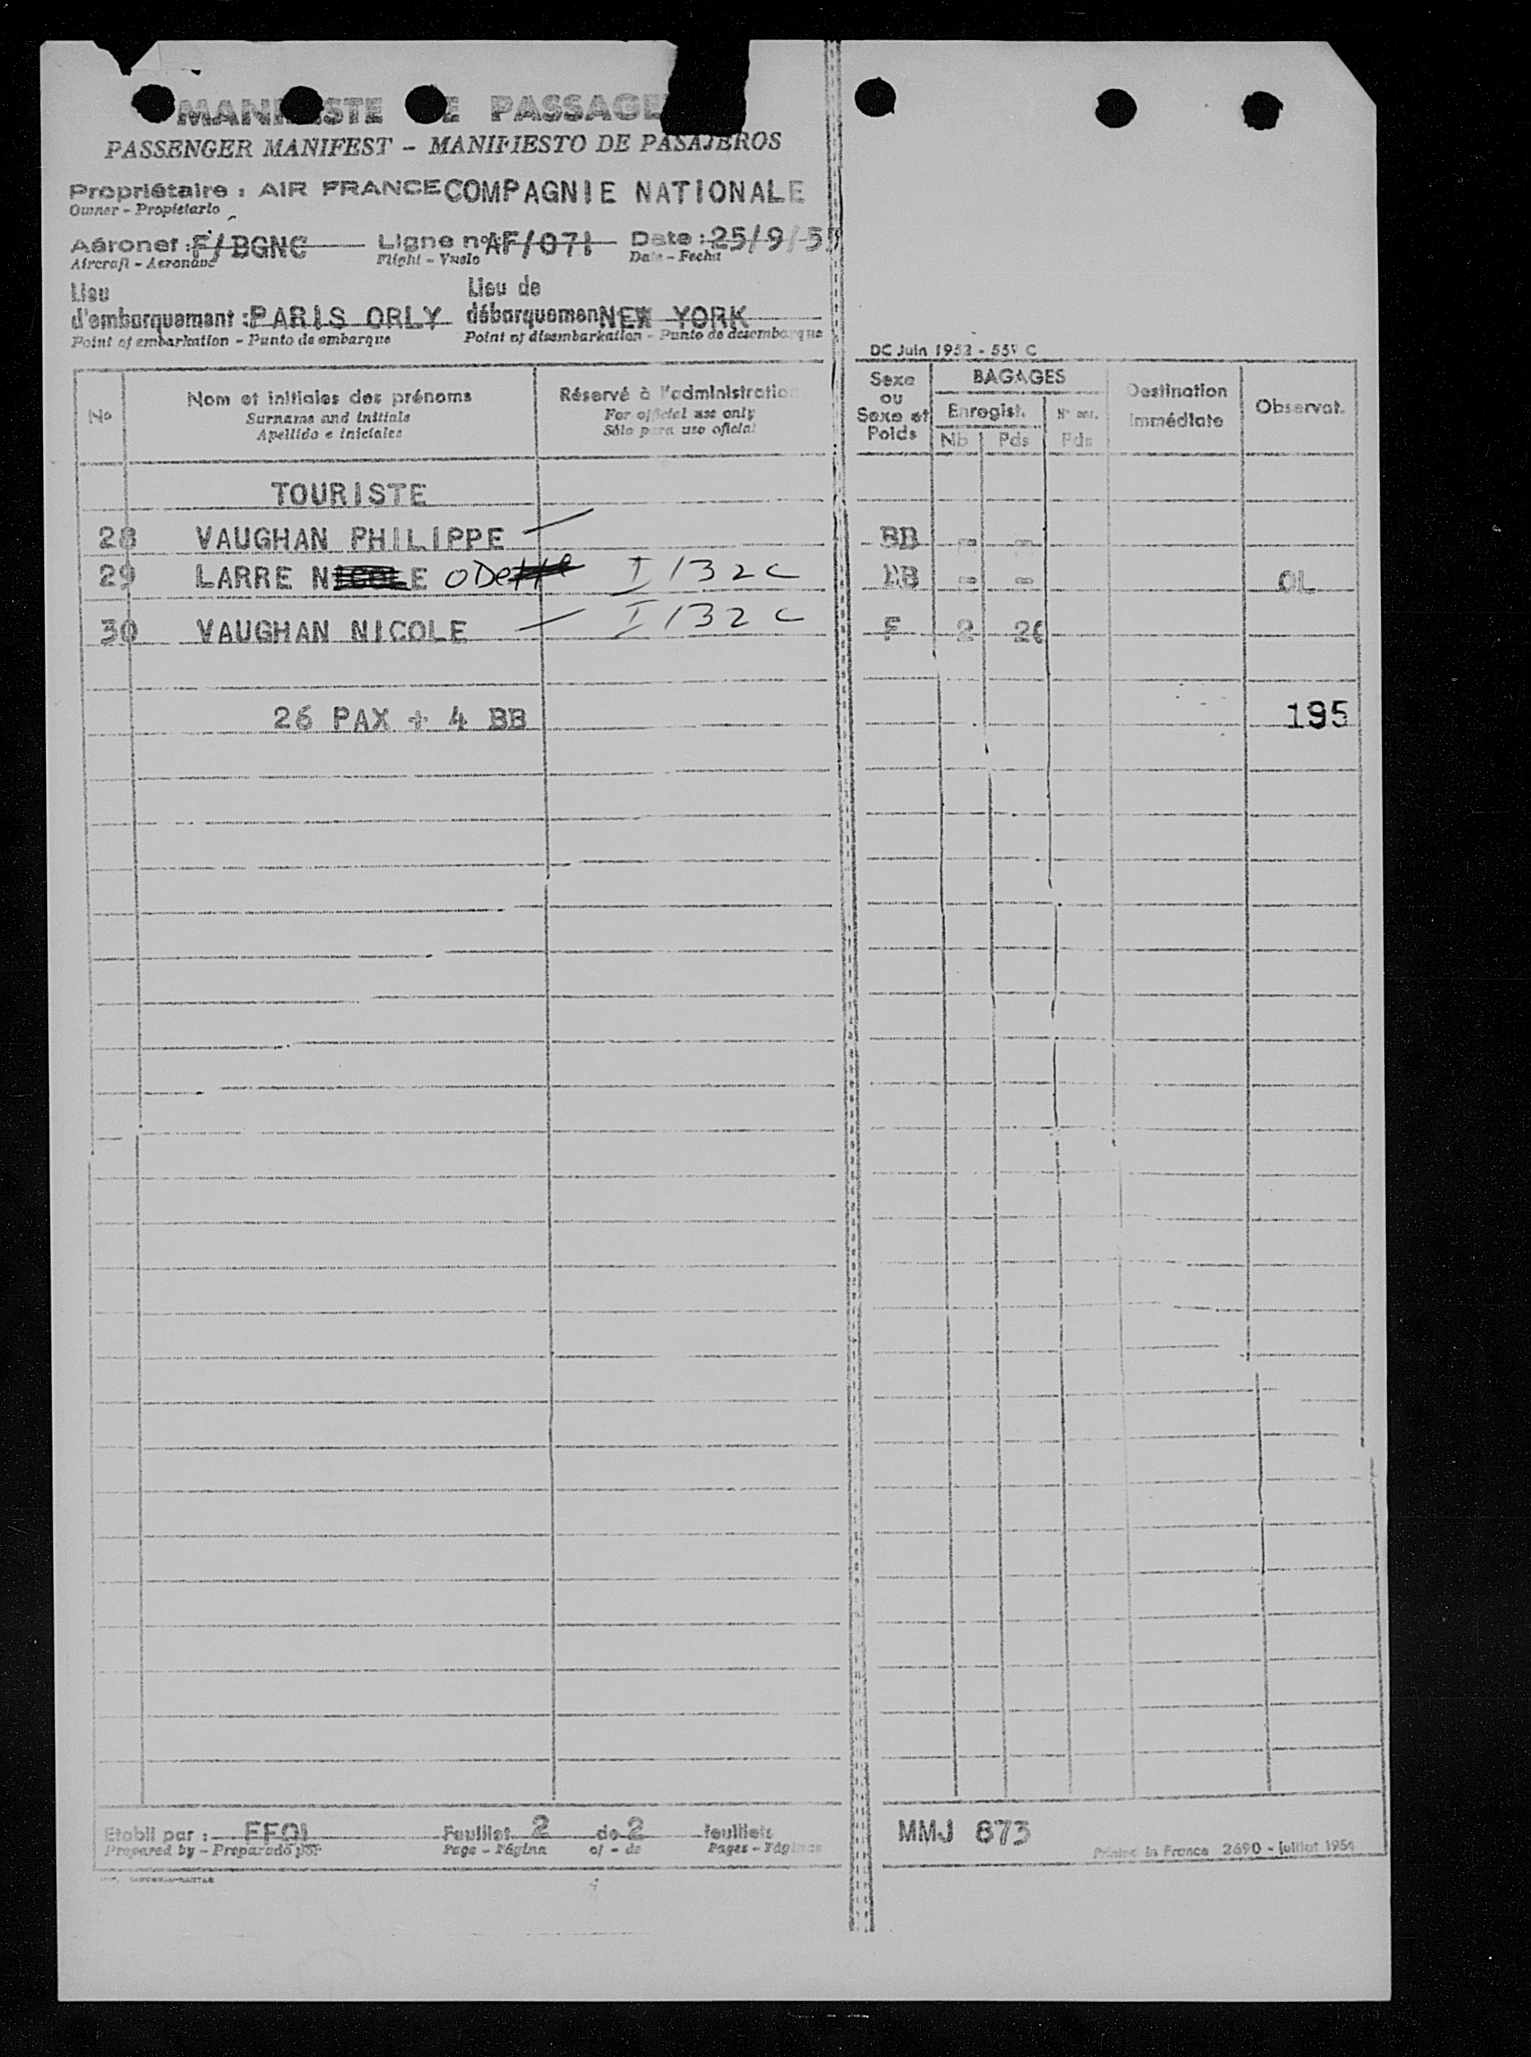 MANIFESTE DE PASSAGE
PASSENGER MANIFEST - MANIFIESTO DE PASAJEROS
Propriétaire : AIR FRANCE COMPAGNIE NATIONALE
Owner - Propietario
Aéronef : F/BGNC Ligne n° AF/071 Date : 25/9/55
Aircraft - Aeronave Flight - Vuelo Date - Fecha
Lieu d'embarquement : PARIS ORLY Lieu de débarquemen NEW YORK
Point of embarkation - Punto de embarque Point of disembarkation - Punto de desembarque
DC Juin 1953 - 55
No Nom et initiales des prénoms Réservé à l'administration Sexe ou Sexe et Poids BAGAGES Destination Immédiate Observat.
Surname and initials For official use only Enregist.
Apellido e iniciales Sólo para uso oficial Nb Pds Pds
TOURISTE
28 VAUGHAN PHILIPPE BB - -
29 LARRE NICOLE ODette I 132 C BB - - OL
30 VAUGHAN NICOLE I 132 C F 2 26
26 PAX + 4 BB 195
Etabli par : FFOI Feuillet 2 de 2 feuillets MMJ 873
Prepared by - Preparado por Page - Página of - de Pages - Páginas Printed in France 2690 - juillet 1954